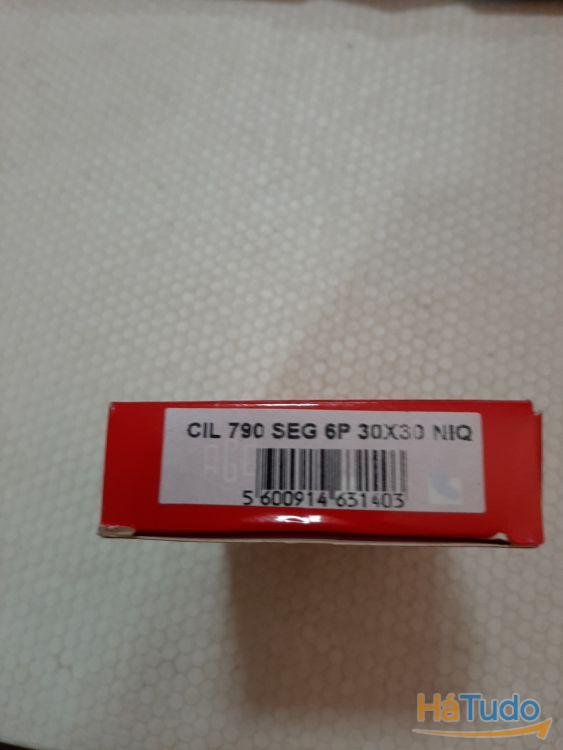 CIL 790 SEG 6P 30X30 NIQ
5 600914 631403
HáTudo